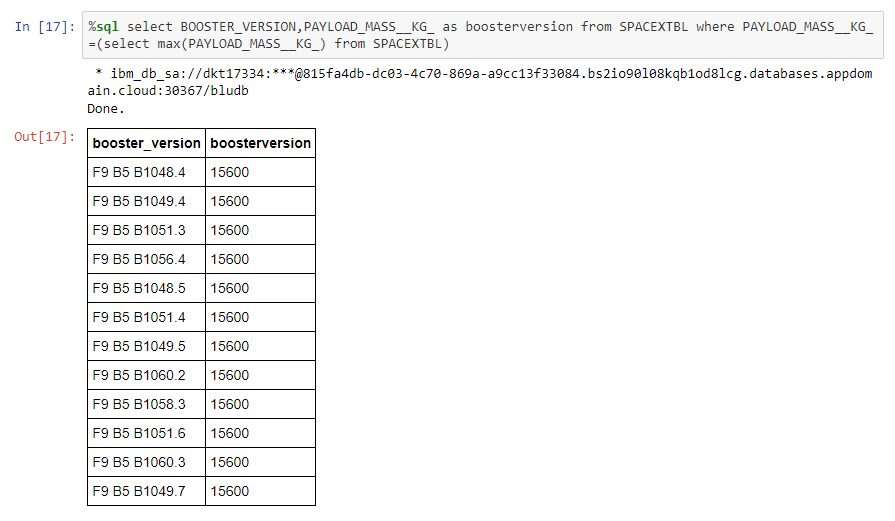 In [17]: %sql select BOOSTER_VERSION,PAYLOAD_MASS__KG_ as boosterversion from SPACEXTBL where PAYLOAD_MASS__KG_
=(select max(PAYLOAD_MASS__KG_) from SPACEXTBL)
* ibm_db_sa://dkt17334:***@815fa4db-dc03-4c70-869a-a9cc13f33084.bs2io90l08kqb1od8lcg.databases.appdom
ain.cloud:30367/bludb
Done.
Out[17]: booster_version boosterversion
F9 B5 B1048.4 15600
F9 B5 B1049.4 15600
F9 B5 B1051.3 15600
F9 B5 B1056.4 15600
F9 B5 B1048.5 15600
F9 B5 B1051.4 15600
F9 B5 B1049.5 15600
F9 B5 B1060.2 15600
F9 B5 B1058.3 15600
F9 B5 B1051.6 15600
F9 B5 B1060.3 15600
F9 B5 B1049.7 15600